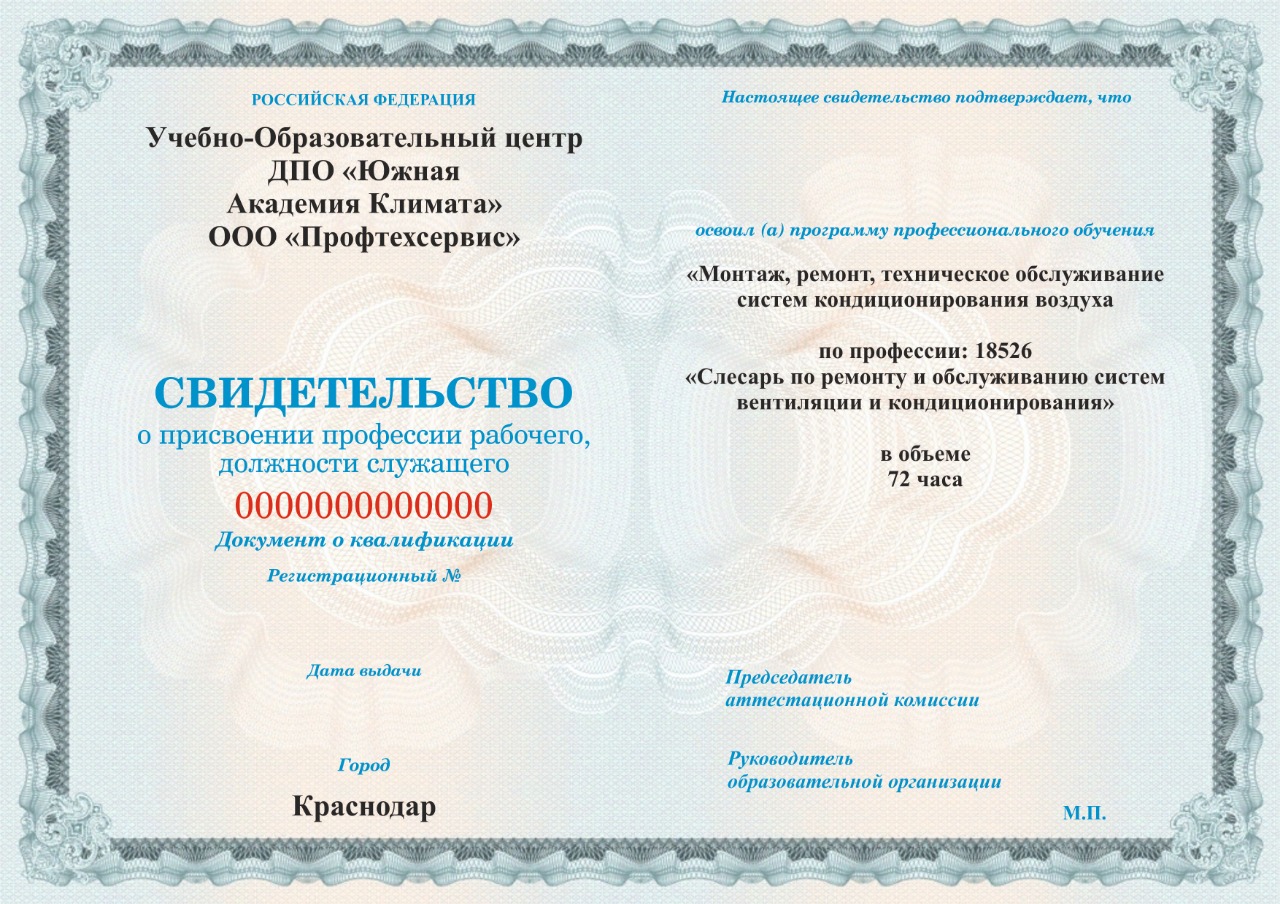 РОССИЙСКАЯ ФЕДЕРАЦИЯ
Учебно-Образовательный центр
ДПО «Южная
Академия Климата»
ООО «Профтехсервис»
СВИДЕТЕЛЬСТВО
о присвоении профессии рабочего,
должности служащего
0000000000000
Документ о квалификации
Регистрационный №
Дата выдачи
Город
Краснодар
Настоящее свидетельство подтверждает, что
освоил (а) программу профессионального обучения
«Монтаж, ремонт, техническое обслуживание
систем кондиционирования воздуха
по профессии: 18526
«Слесарь по ремонту и обслуживанию систем
вентиляции и кондиционирования»
в объеме
72 часа
Председатель
аттестационной комиссии
Руководитель
образовательной организации
М.П.